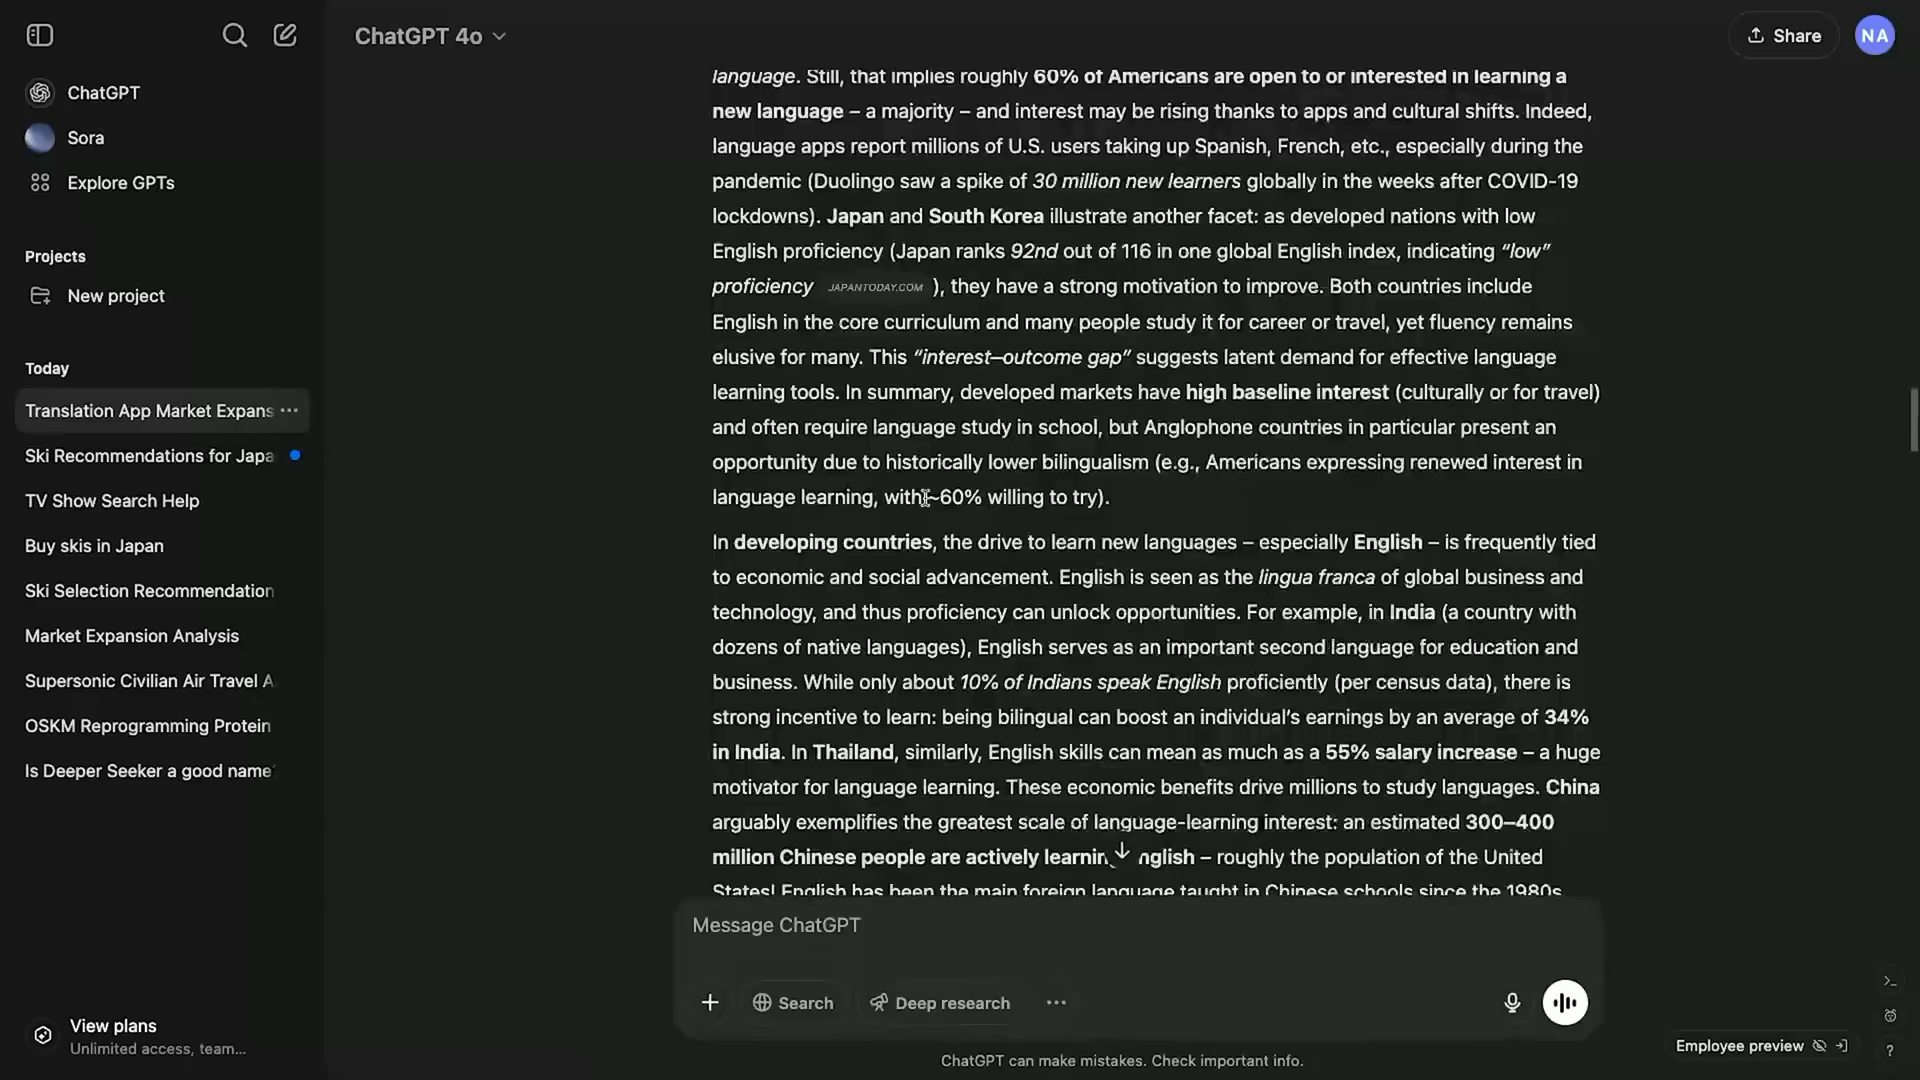 ChatGPT 4o
Share
NA
ChatGPT
Sora
Explore GPTs
Projects
New project
Today
Translation App Market Expans
Ski Recommendations for Japa
TV Show Search Help
Buy skis in Japan
Ski Selection Recommendation
Market Expansion Analysis
Supersonic Civilian Air Travel A
OSKM Reprogramming Protein
Is Deeper Seeker a good name
View plans
Unlimited access, team...
language. Still, that implies roughly 60% of Americans are open to or interested in learning a
new language – a majority – and interest may be rising thanks to apps and cultural shifts. Indeed,
language apps report millions of U.S. users taking up Spanish, French, etc., especially during the
pandemic (Duolingo saw a spike of 30 million new learners globally in the weeks after COVID-19
lockdowns). Japan and South Korea illustrate another facet: as developed nations with low
English proficiency (Japan ranks 92nd out of 116 in one global English index, indicating “low”
proficiency JAPANTODAY.COM ), they have a strong motivation to improve. Both countries include
English in the core curriculum and many people study it for career or travel, yet fluency remains
elusive for many. This “interest–outcome gap” suggests latent demand for effective language
learning tools. In summary, developed markets have high baseline interest (culturally or for travel)
and often require language study in school, but Anglophone countries in particular present an
opportunity due to historically lower bilingualism (e.g., Americans expressing renewed interest in
language learning, with ~60% willing to try).
In developing countries, the drive to learn new languages – especially English – is frequently tied
to economic and social advancement. English is seen as the lingua franca of global business and
technology, and thus proficiency can unlock opportunities. For example, in India (a country with
dozens of native languages), English serves as an important second language for education and
business. While only about 10% of Indians speak English proficiently (per census data), there is
strong incentive to learn: being bilingual can boost an individual’s earnings by an average of 34%
in India. In Thailand, similarly, English skills can mean as much as a 55% salary increase – a huge
motivator for language learning. These economic benefits drive millions to study languages. China
arguably exemplifies the greatest scale of language-learning interest: an estimated 300–400
million Chinese people are actively learnin nglish – roughly the population of the United
States! English has been the main foreign language taught in Chinese schools since the 1980s
Message ChatGPT
Search
Deep research
ChatGPT can make mistakes. Check important info.
Employee preview
?